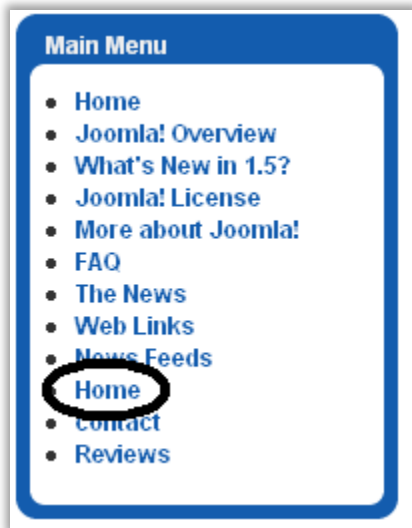 Main Menu
Home
Joomla! Overview
What's New in 1.5?
Joomla! License
More about Joomla!
FAQ
The News
Web Links
News Feeds
Home
contact
Reviews